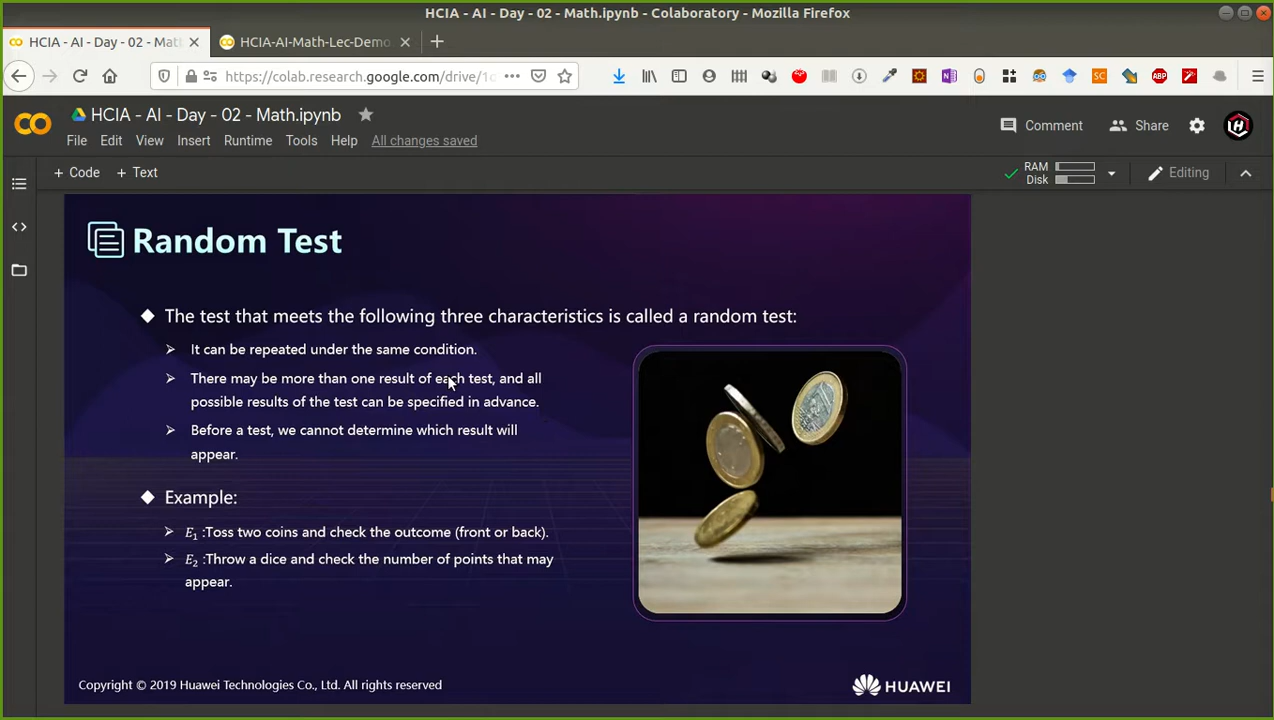 HCIA - AI - Day - 02 - Math.ipynb - Colaboratory - Mozilla Firefox
HCIA - AI - Day - 02 - Mat
HCIA-AI-Math-Lec-Demo
https://colab.research.google.com/drive/1
HCIA - AI - Day - 02 - Math.ipynb
File Edit View Insert Runtime Tools Help All changes saved
Comment Share
+ Code + Text
RAM
Disk
Editing
Random Test
The test that meets the following three characteristics is called a random test:
It can be repeated under the same condition.
There may be more than one result of each test, and all
possible results of the test can be specified in advance.
Before a test, we cannot determine which result will
appear.
Example:
E₁ :Toss two coins and check the outcome (front or back).
E₂ :Throw a dice and check the number of points that may
appear.
Copyright © 2019 Huawei Technologies Co., Ltd. All rights reserved
HUAWEI